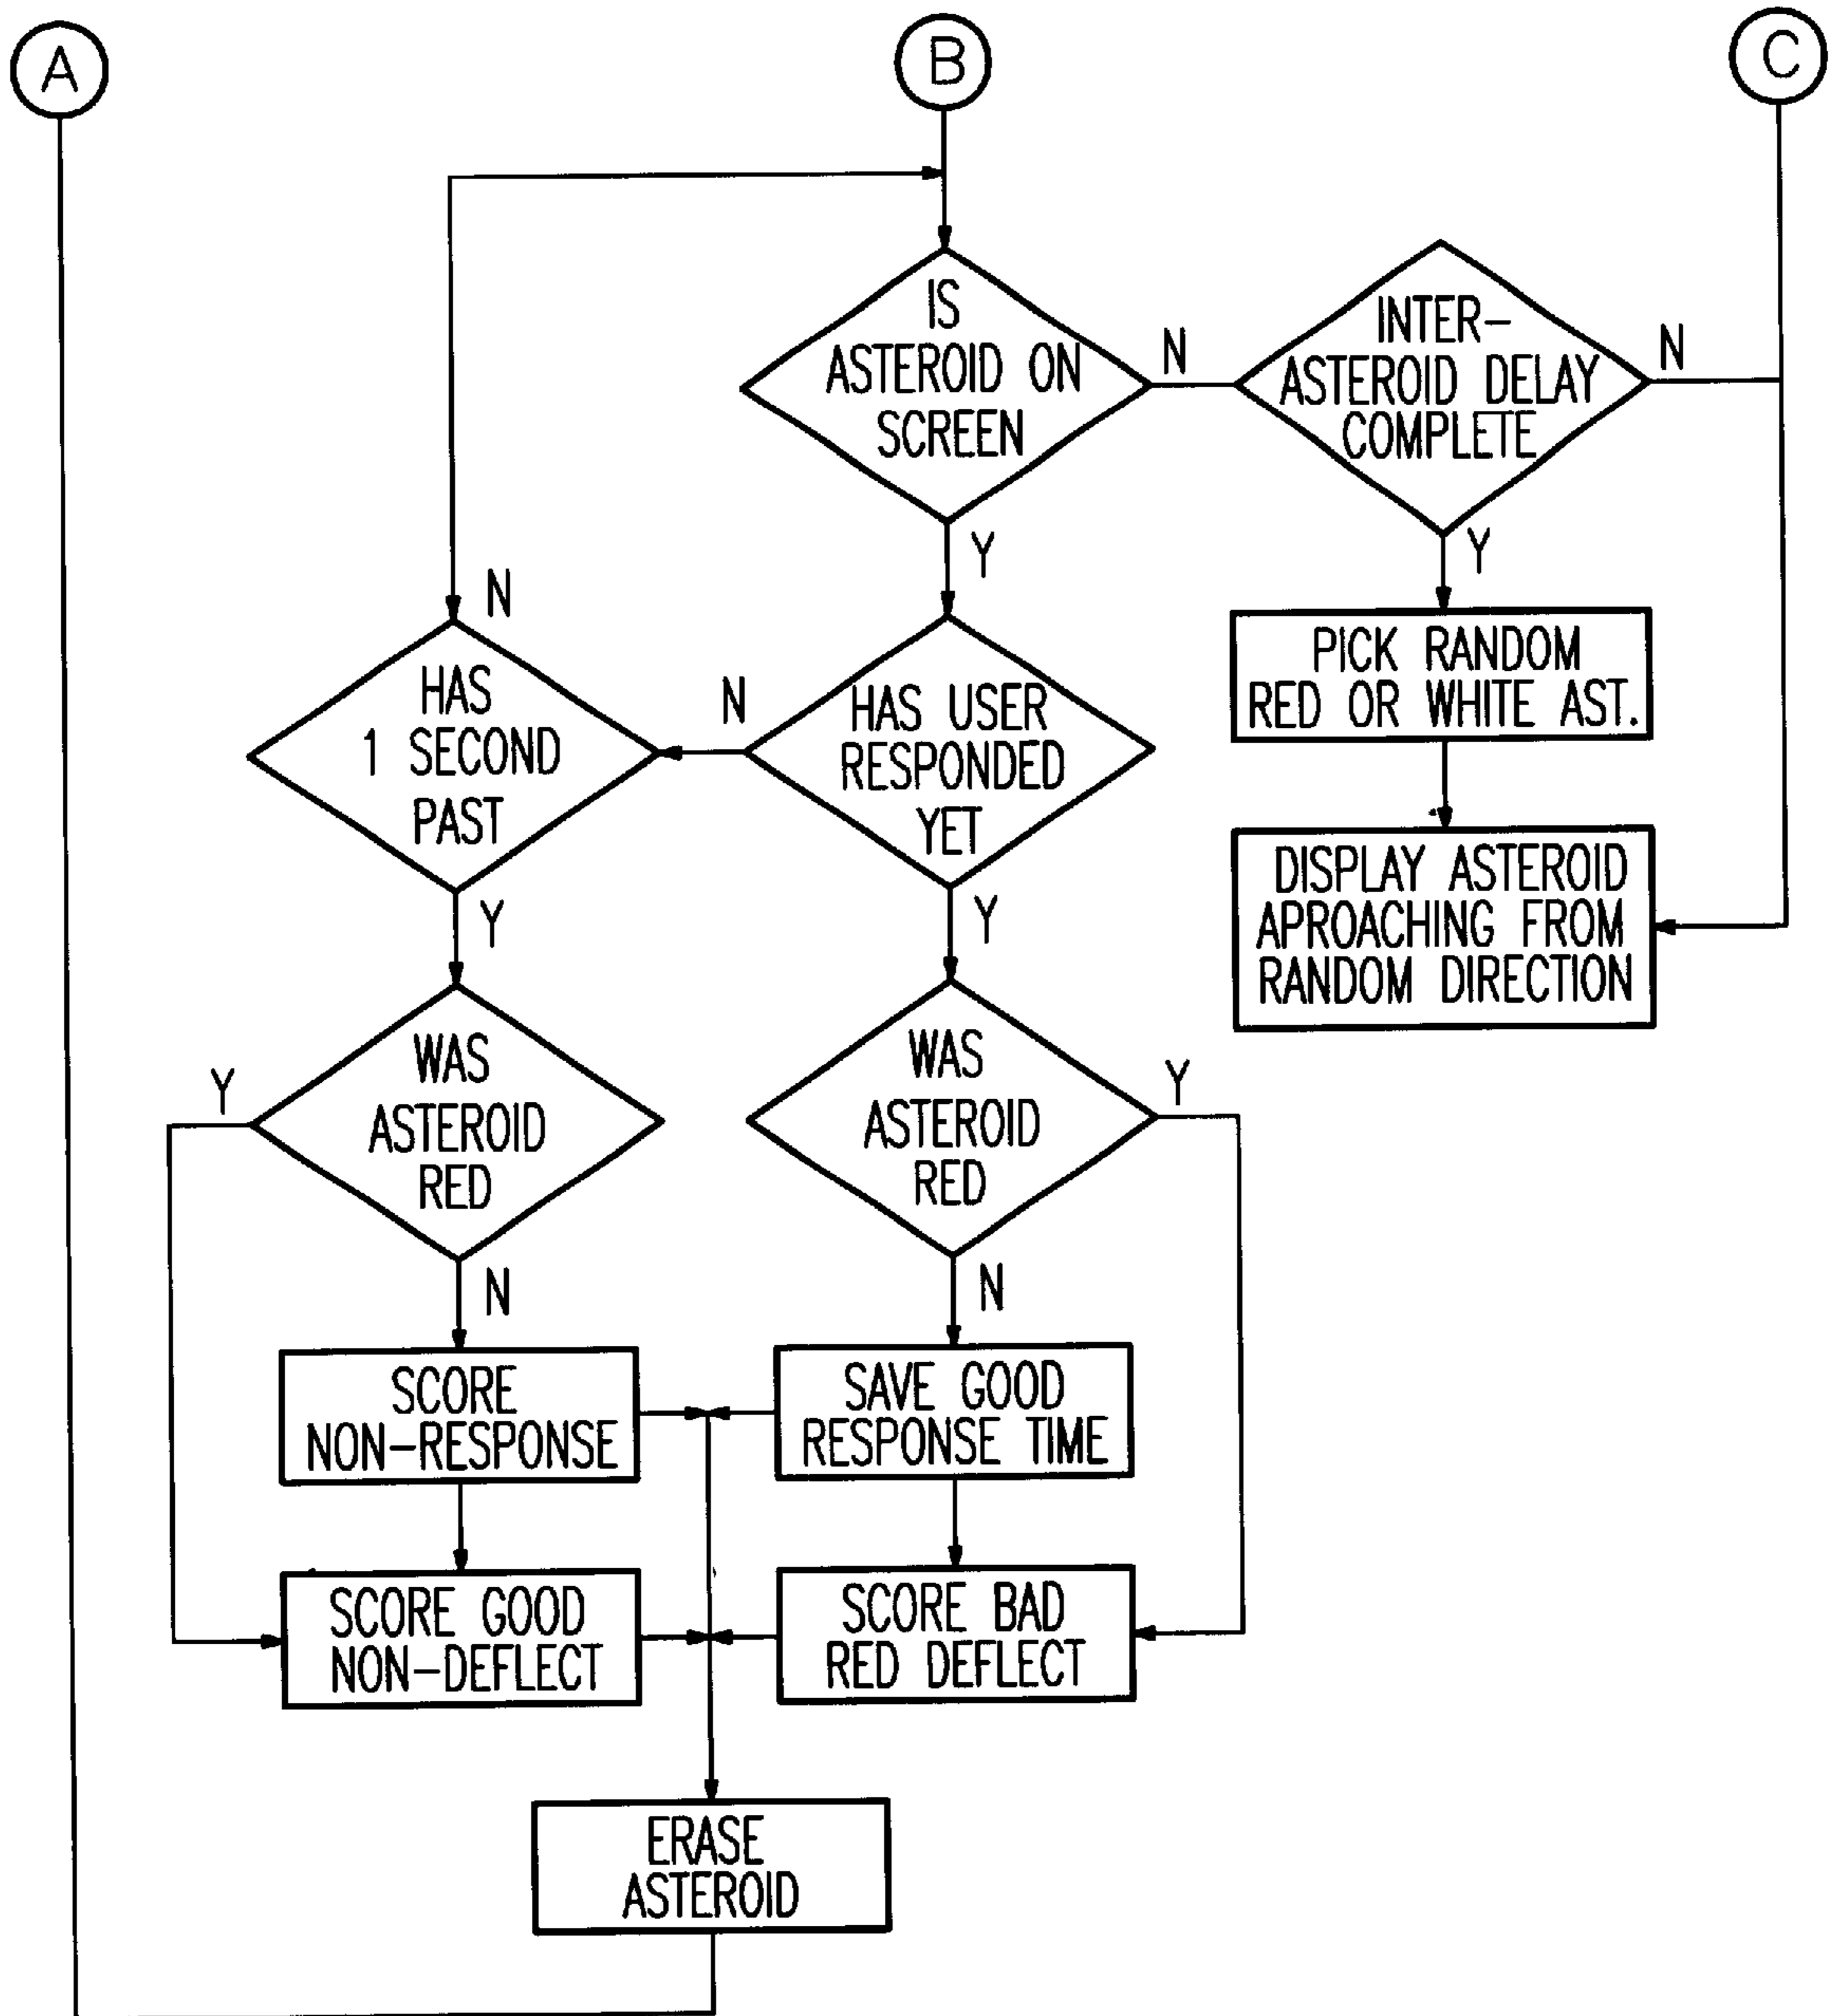 A
B
C
IS
ASTEROID ON
SCREEN
N
INTER-
ASTEROID DELAY
COMPLETE
N
Y
Y
N
HAS
1 SECOND
PAST
N
HAS USER
RESPONDED
YET
PICK RANDOM
RED OR WHITE AST.
Y
Y
DISPLAY ASTEROID
APROACHING FROM
RANDOM DIRECTION
Y
WAS
ASTEROID
RED
WAS
ASTEROID
RED
Y
N
N
SCORE
NON-RESPONSE
SAVE GOOD
RESPONSE TIME
SCORE GOOD
NON-DEFLECT
SCORE BAD
RED DEFLECT
ERASE
ASTEROID